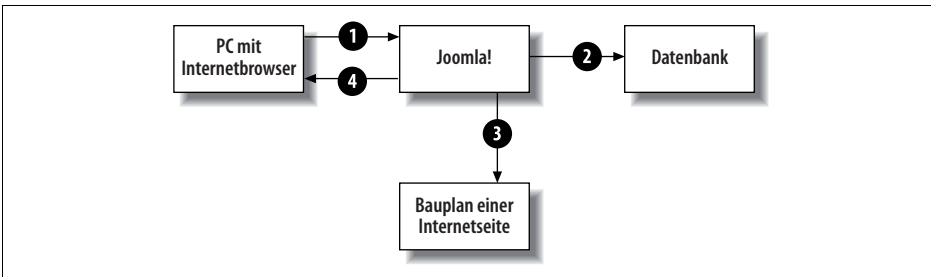 PC mit
Internetbrowser
1
4
Joomla!
2
Datenbank
3
Bauplan einer
Internetseite